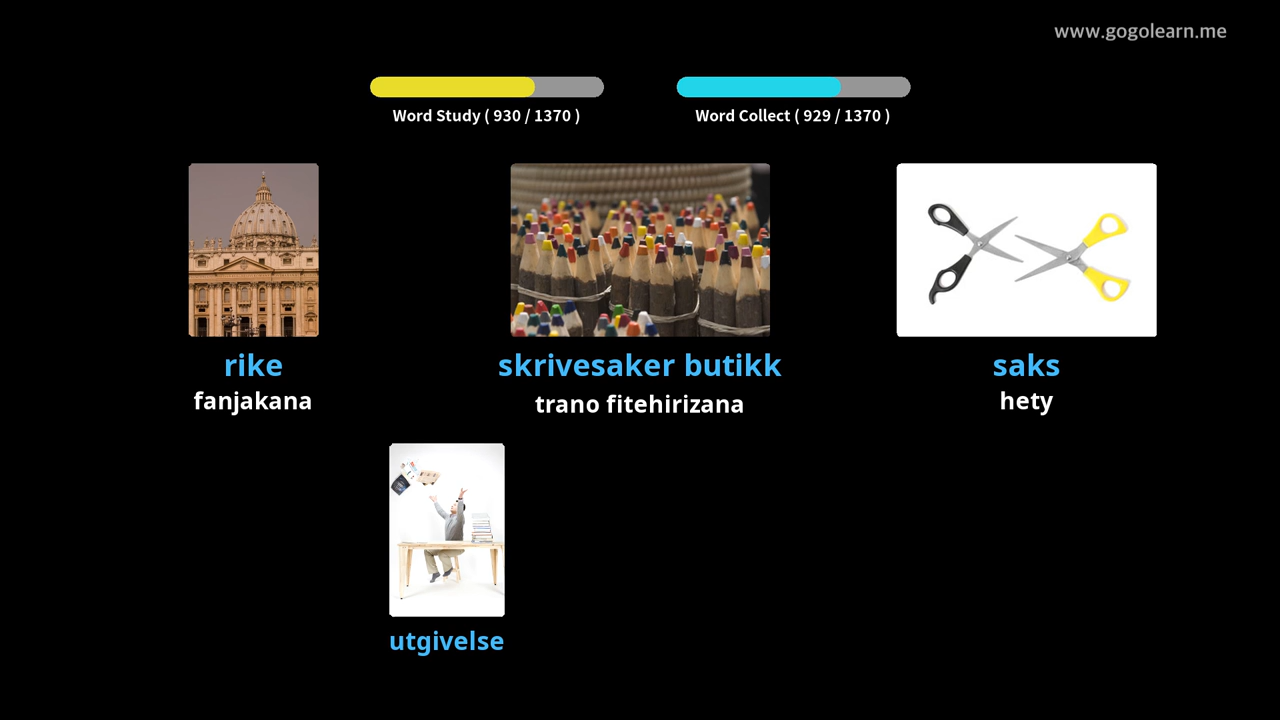 www.gogolearn.me
Word Study ( 930 / 1370 )
Word Collect ( 929 / 1370 )
rike
fanjakana
skrivesaker butikk
trano fitehirizana
saks
hety
utgivelse